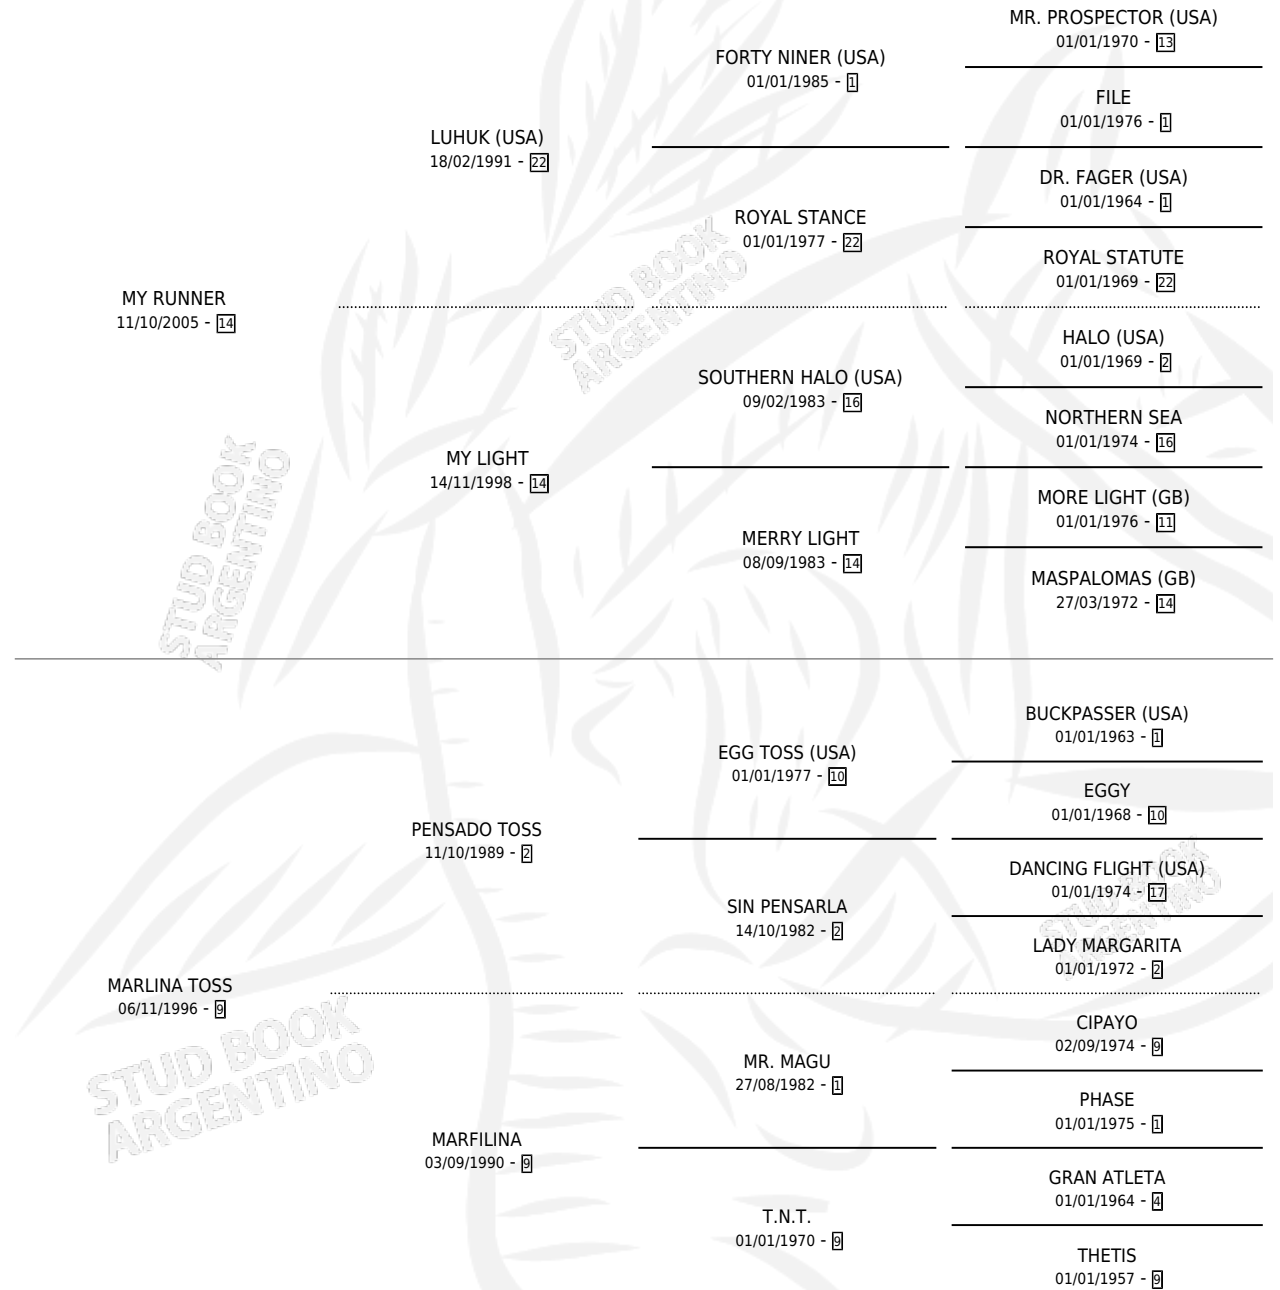 MR. PROSPECTOR (USA)
01/01/1970 - 13
FORTY NINER (USA)
01/01/1985 - 1
FILE
01/01/1976 - 1
LUHUK (USA)
18/02/1991 - 22
DR. FAGER (USA)
01/01/1964 - 1
ROYAL STANCE
01/01/1977 - 22
ROYAL STATUTE
01/01/1969 - 22
MY RUNNER
11/10/2005 - 14
HALO (USA)
01/01/1969 - 2
SOUTHERN HALO (USA)
09/02/1983 - 16
NORTHERN SEA
01/01/1974 - 16
MY LIGHT
14/11/1998 - 14
MORE LIGHT (GB)
01/01/1976 - 11
MERRY LIGHT
08/09/1983 - 14
MASPALOMAS (GB)
27/03/1972 - 14
BUCKPASSER (USA)
01/01/1963 - 1
EGG TOSS (USA)
01/01/1977 - 10
EGGY
01/01/1968 - 10
PENSADO TOSS
11/10/1989 - 2
DANCING FLIGHT (USA)
01/01/1974 - 17
SIN PENSARLA
14/10/1982 - 2
LADY MARGARITA
01/01/1972 - 2
MARLINA TOSS
06/11/1996 - 9
CIPAYO
02/09/1974 - 9
MR. MAGU
27/08/1982 - 1
PHASE
01/01/1975 - 1
MARFILINA
03/09/1990 - 9
GRAN ATLETA
01/01/1964 - 4
T.N.T.
01/01/1970 - 9
THETIS
01/01/1957 - 9
STUD BOOK
ARGENTINO
STUD BOOK
ARGENTINO
STUD BOOK
ARGENTINO
STUD BOOK
ARGENTINO